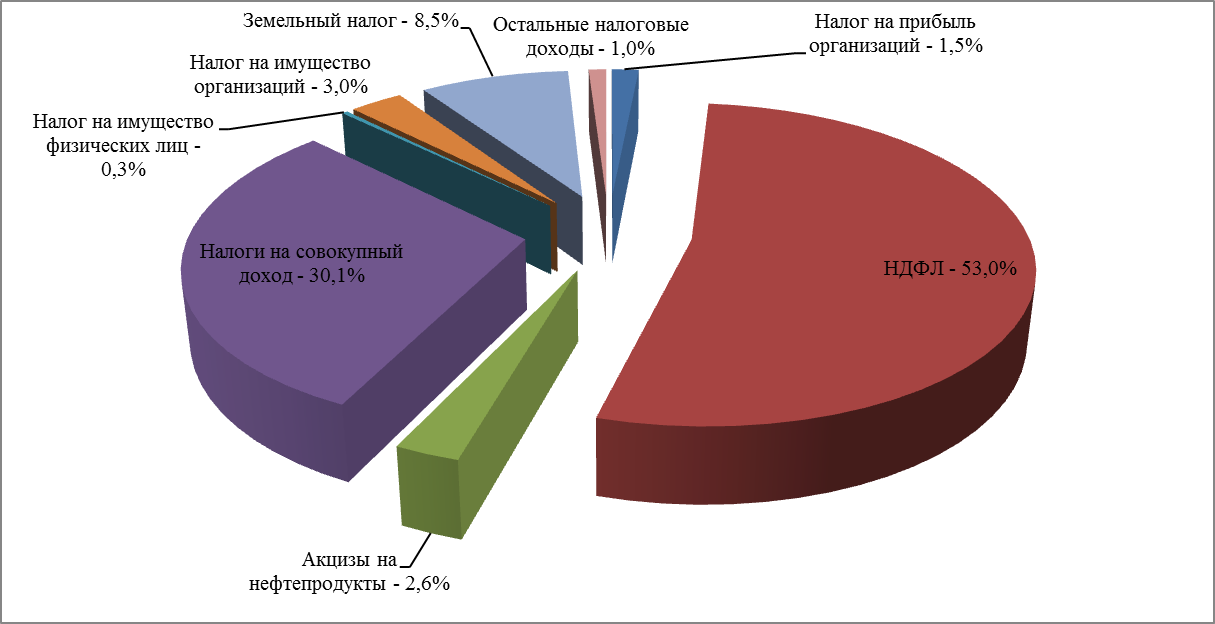 Земельный налог - 8,5%
Остальные налоговые
доходы - 1,0%
Налог на прибыль
организаций - 1,5%
Налог на имущество
организаций - 3,0%
Налог на имущество
физических лиц -
0,3%
Налоги на совокупный
доход - 30,1%
НДФЛ - 53,0%
Акцизы на
нефтепродукты - 2,6%